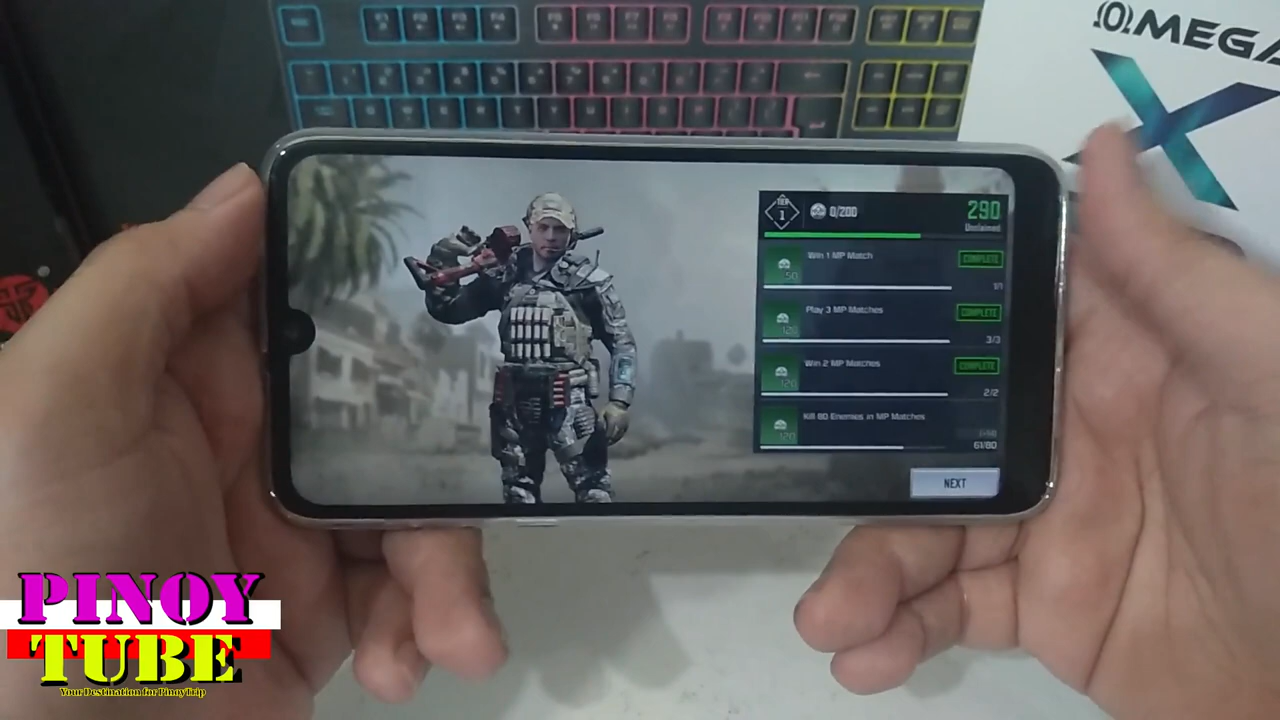 ΩMEGA
X
TIER
1
0/200
290
Unclaimed
Win 1 MP Match
COMPLETE
50
1/1
Play 3 MP Matches
COMPLETE
120
3/3
Win 2 MP Matches
COMPLETE
120
2/2
Kill 80 Enemies in MP Matches
120
61/80
NEXT
PINOY
TUBE
Your Destination for PinoyTrip